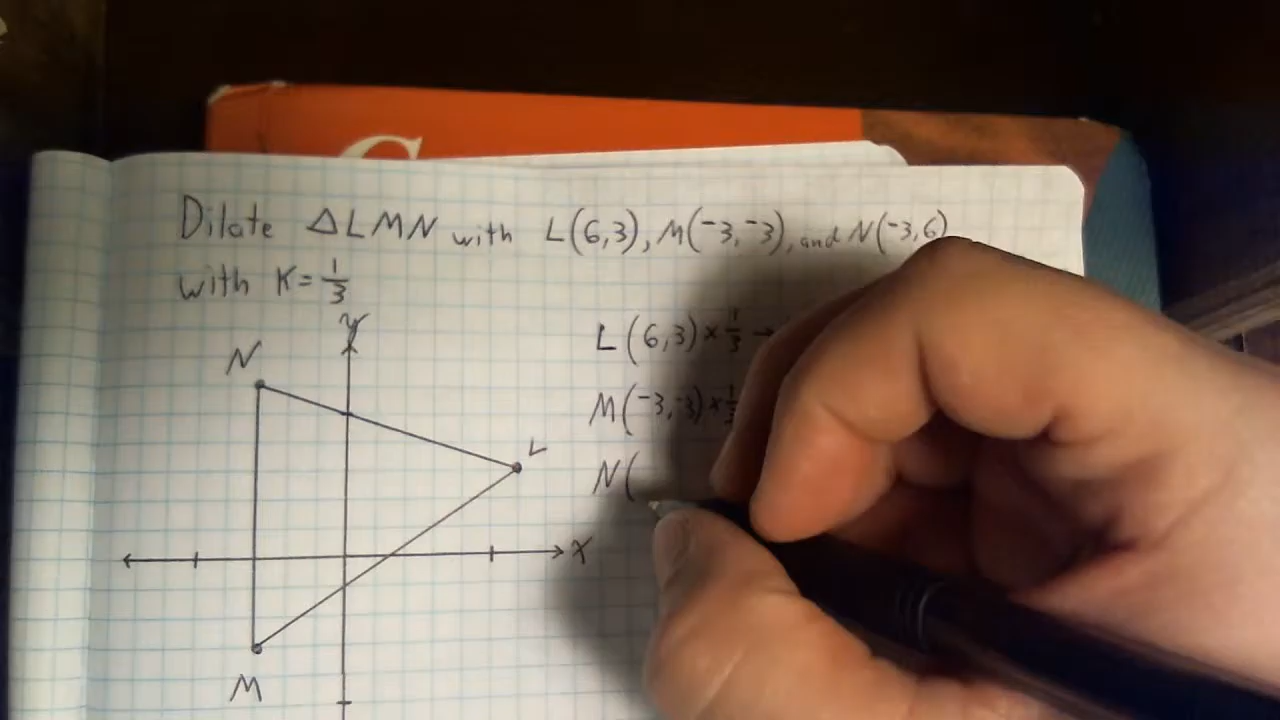 Dilate △LMN with L(6,3), M(⁻3,⁻3), and N(-3,6)
with K = 1/3
y
N
L
x
M
L(6,3) × 1/3 →
M(⁻3,-3) × 1/3
N(